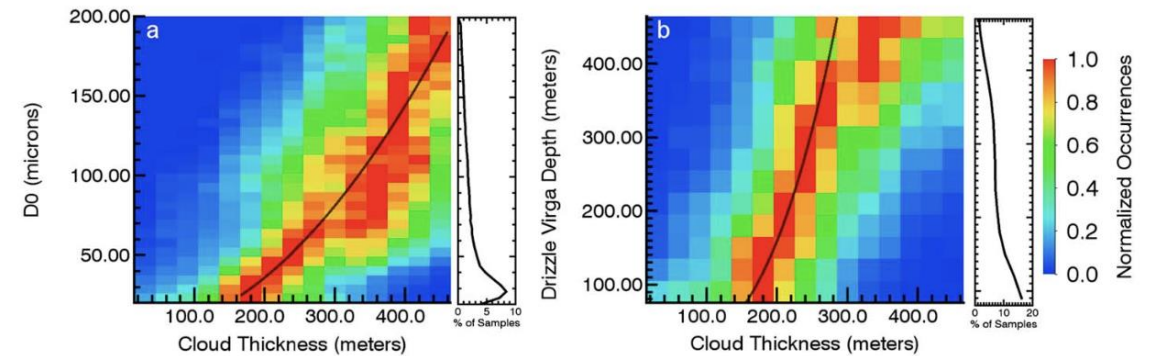 a
200.00
150.00
100.00
50.00
D0 (microns)
100.0 200.0 300.0 400.0
Cloud Thickness (meters)
0 5 10
% of Samples
b
400.00
300.00
200.00
100.00
Drizzle Virga Depth (meters)
100.0 200.0 300.0 400.0
Cloud Thickness (meters)
0 10 20
% of Samples
1.0
0.8
0.6
0.4
0.2
0.0
Normalized Occurrences